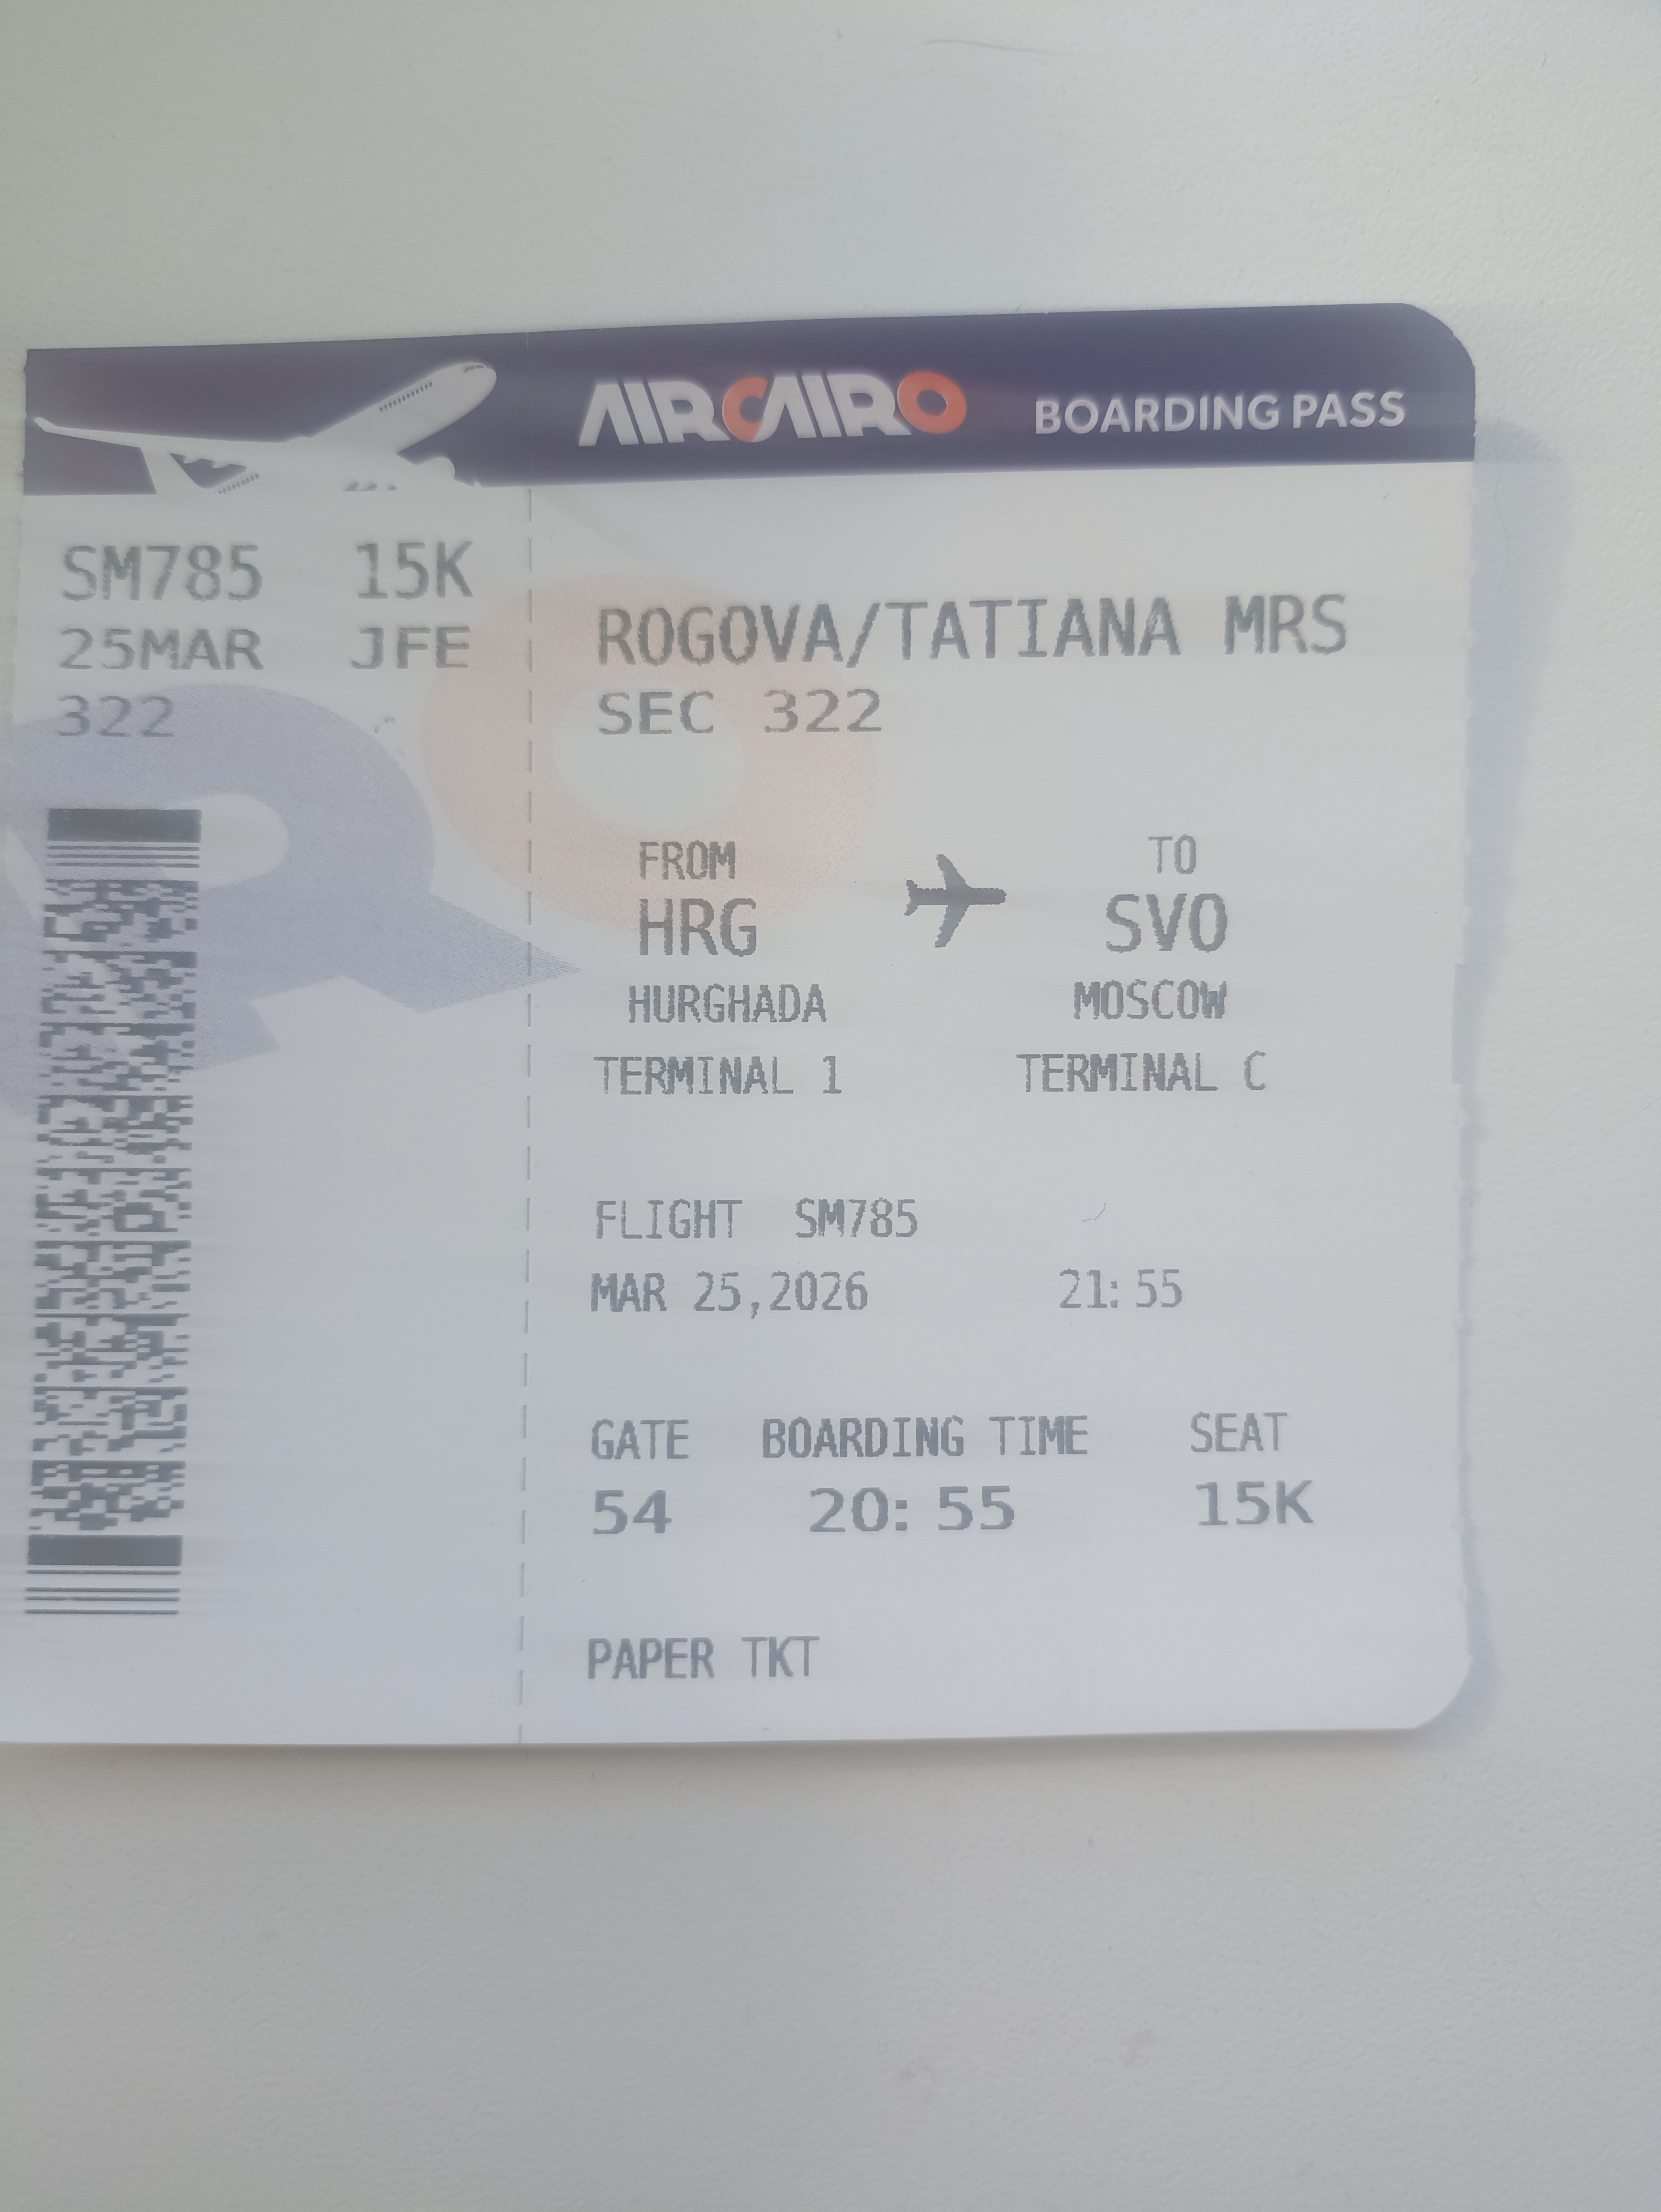 AIRCAIRO BOARDING PASS
SM785 15K
25MAR JFE
322
ROGOVA/TATIANA MRS
SEC 322
FROM TO
HRG SVO
HURGHADA MOSCOW
TERMINAL 1 TERMINAL C
FLIGHT SM785
MAR 25,2026 21:55
GATE BOARDING TIME SEAT
54 20:55 15K
PAPER TKT